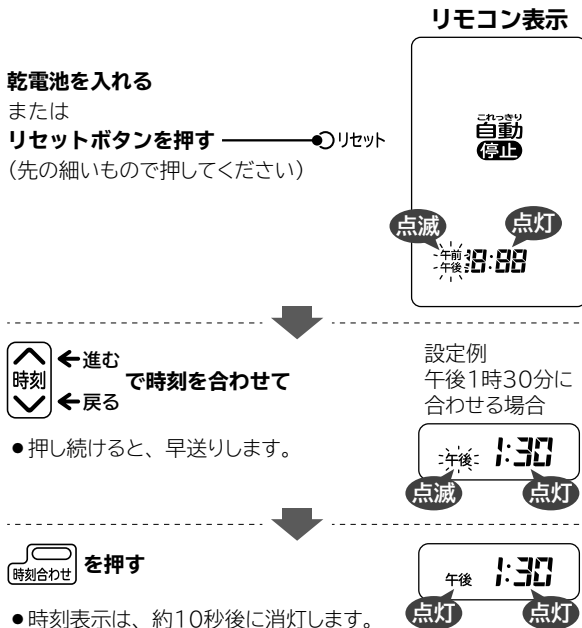 リモコン表示
乾電池を入れる
または
リセットボタンを押す
リセット
(先の細いもので押してください)
これっきり
自動
停止
点滅
点灯
午前
午後
18:88
進む
時刻
戻る
で時刻を合わせて
●押し続けると、早送りします。
設定例
午後1時30分に
合わせる場合
午後 1:30
点滅
点灯
時刻合わせ
を押す
●時刻表示は、約10秒後に消灯します。
午後 1:30
点灯
点灯